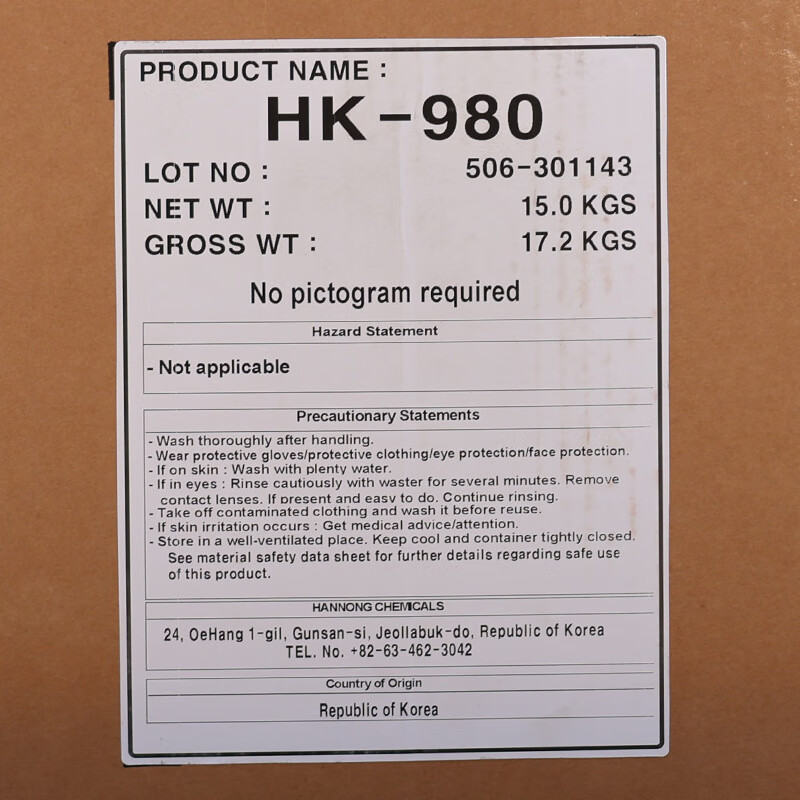 PRODUCT NAME :
HK-980
LOT NO : 506-301143
NET WT : 15.0 KGS
GROSS WT : 17.2 KGS
No pictogram required
Hazard Statement
- Not applicable
Precautionary Statements
- Wash thoroughly after handling.
- Wear protective gloves/protective clothing/eye protection/face protection.
- If on skin : Wash with plenty water.
- If in eyes : Rinse cautiously with waster for several minutes. Remove
contact lenses. If present and easy to do. Continue rinsing.
- Take off contaminated clothing and wash it before reuse.
- If skin irritation occurs : Get medical advice/attention.
- Store in a well-ventilated place. Keep cool and container tightly closed.
See material safety data sheet for further details regarding safe use
of this product.
HANNONG CHEMICALS
24, OeHang 1-gil, Gunsan-si, Jeollabuk-do, Republic of Korea
TEL. No. +82-63-462-3042
Country of Origin
Republic of Korea